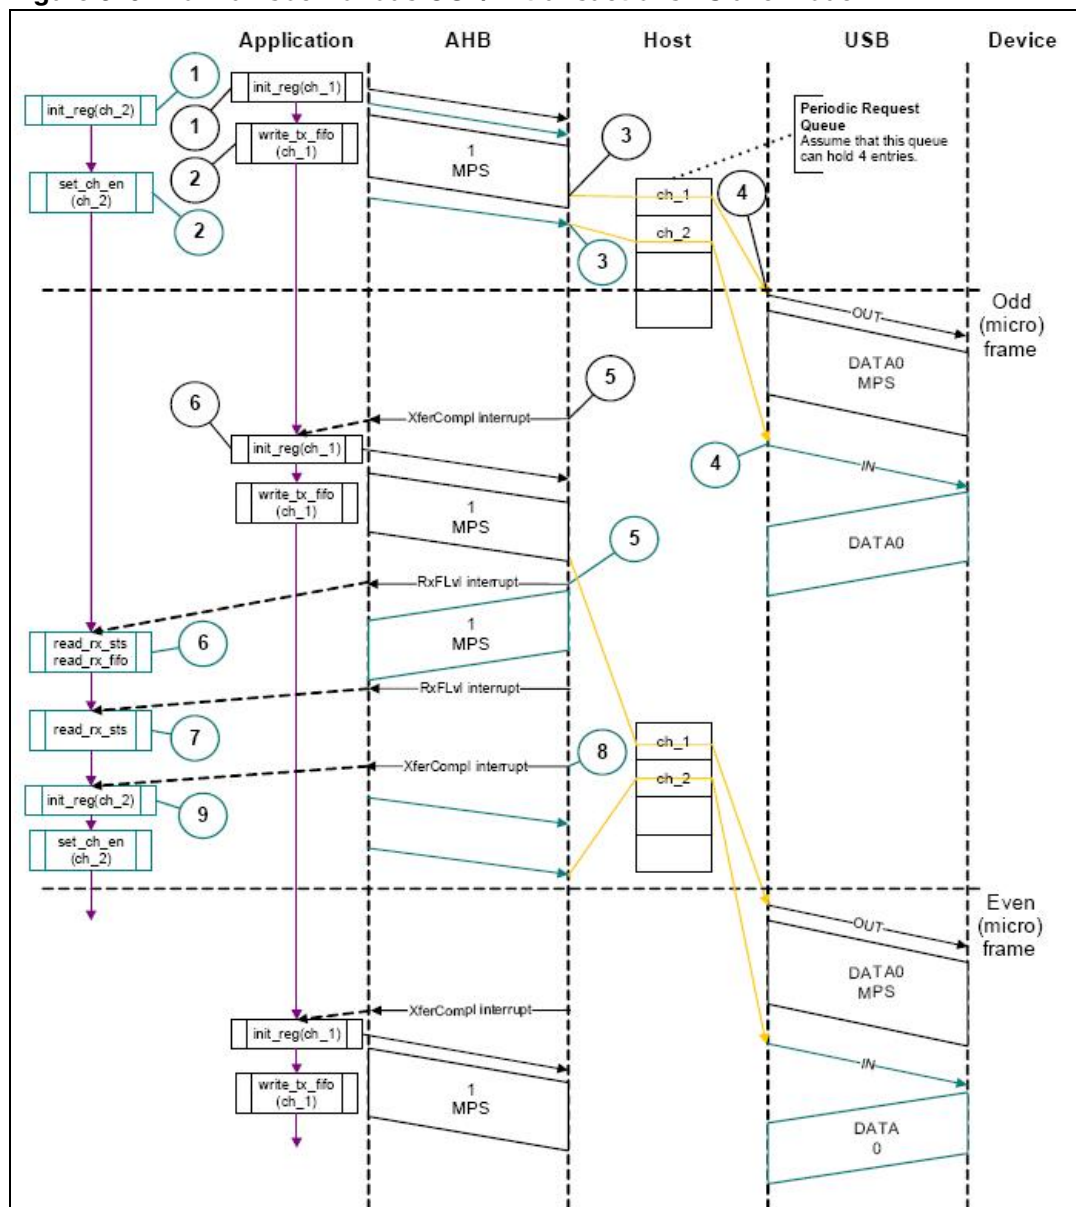 Application AHB Host USB Device
1
init_reg(ch_2)
init_reg(ch_1)
1
write_tx_fifo
(ch_1)
2
set_ch_en
(ch_2)
2
1
MPS
3
3
Periodic Request
Queue
Assume that this queue
can hold 4 entries.
ch_1
ch_2
4
Odd
(micro)
frame
OUT
DATA0
MPS
5
XferCompl interrupt
6
init_reg(ch_1)
write_tx_fifo
(ch_1)
1
MPS
4
IN
DATA0
5
RxFLvl interrupt
1
MPS
read_rx_sts
read_rx_fifo
6
RxFLvl interrupt
read_rx_sts
7
ch_1
ch_2
8
XferCompl interrupt
init_reg(ch_2)
9
set_ch_en
(ch_2)
Even
(micro)
frame
OUT
DATA0
MPS
XferCompl interrupt
init_reg(ch_1)
write_tx_fifo
(ch_1)
1
MPS
IN
DATA
0